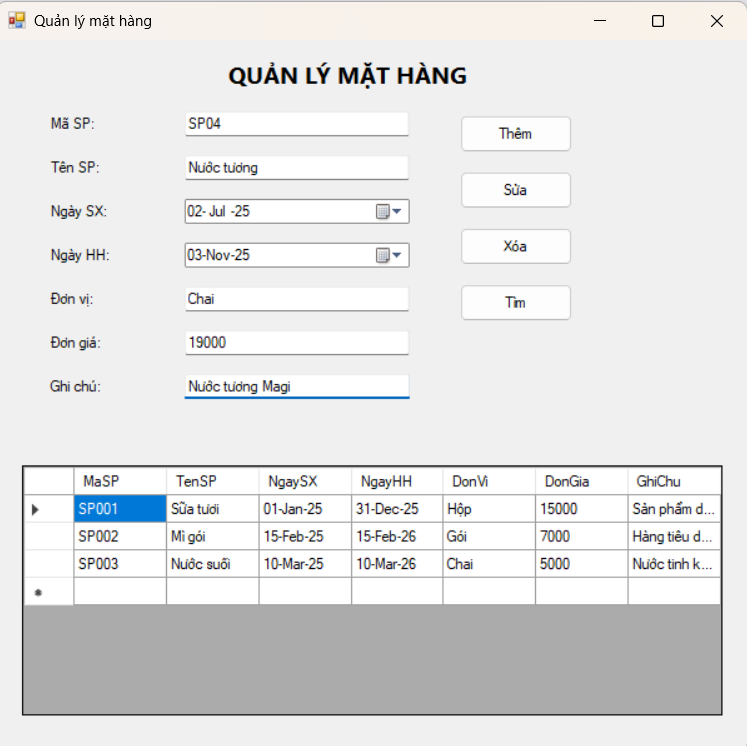 Quản lý mặt hàng
QUẢN LÝ MẶT HÀNG
Mã SP: SP04 Thêm
Tên SP: Nước tương Sửa
Ngày SX: 02- Jul -25
Ngày HH: 03-Nov-25 Xóa
Đơn vị: Chai Tìm
Đơn giá: 19000
Ghi chú: Nước tương Magi
MaSP TenSP NgaySX NgayHH DonVi DonGia GhiChu
SP001 Sữa tươi 01-Jan-25 31-Dec-25 Hộp 15000 Sản phẩm d...
SP002 Mì gói 15-Feb-25 15-Feb-26 Gói 7000 Hàng tiêu d...
SP003 Nước suối 10-Mar-25 10-Mar-26 Chai 5000 Nước tinh k...